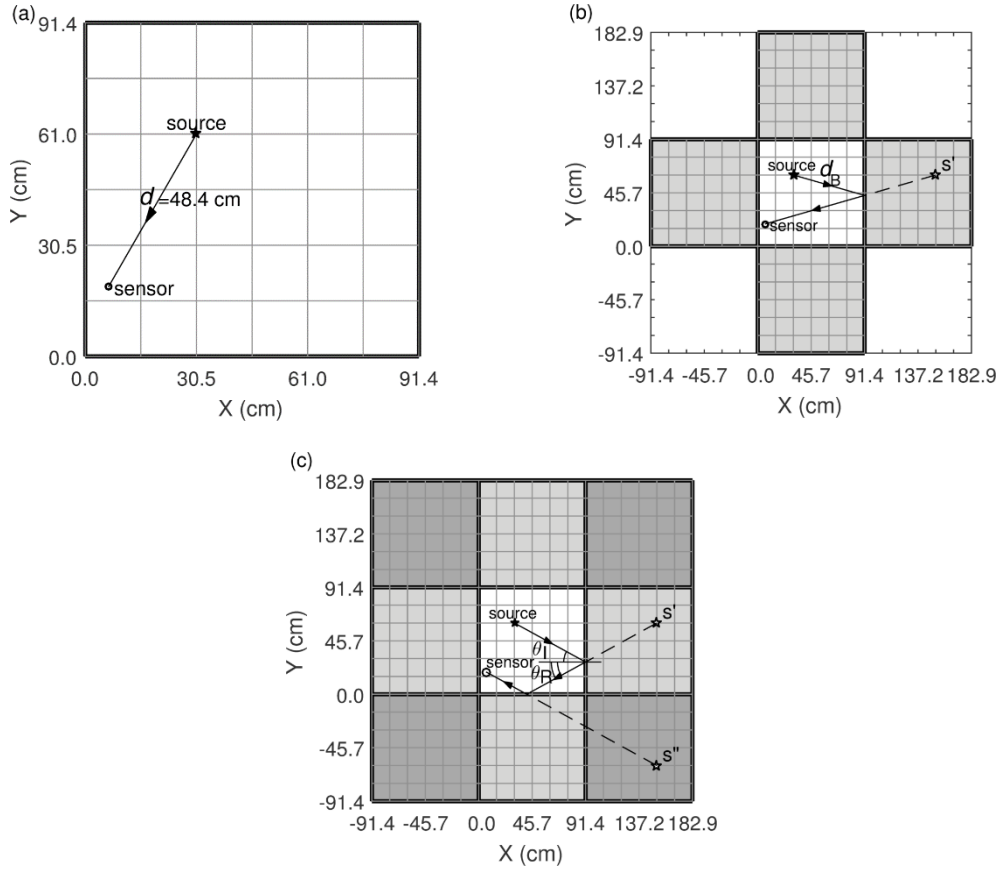 (a)
91.4
61.0
30.5
0.0
Y (cm)
source
d =48.4 cm
sensor
0.0 30.5 61.0 91.4
X (cm)
(b)
182.9
137.2
91.4
45.7
0.0
-45.7
-91.4
Y (cm)
source
d_B
S'
sensor
-91.4 -45.7 0.0 45.7 91.4 137.2 182.9
X (cm)
(c)
182.9
137.2
91.4
45.7
0.0
-45.7
-91.4
Y (cm)
source
S'
θ_I
sensor
θ_R
S"
-91.4 -45.7 0.0 45.7 91.4 137.2 182.9
X (cm)